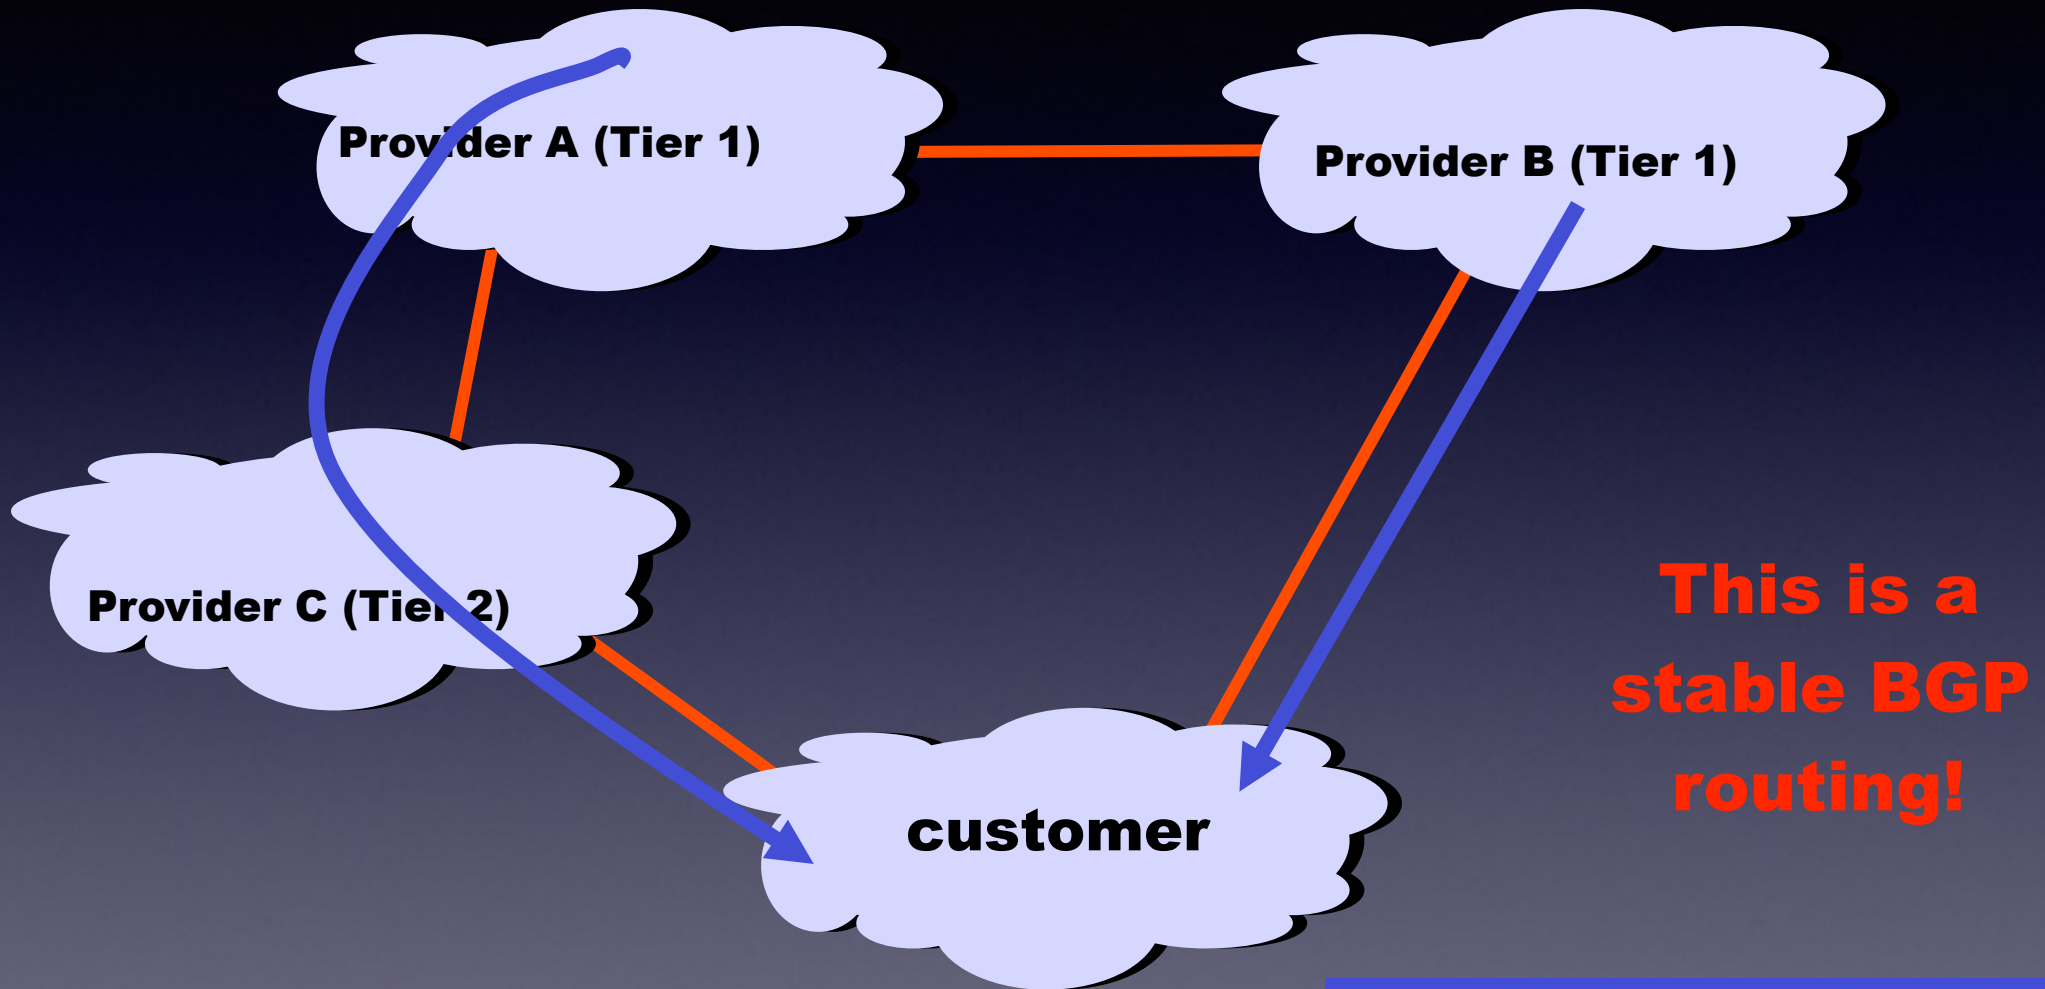 Provider A (Tier 1)
Provider B (Tier 1)
Provider C (Tier 2)
This is a
stable BGP
routing!
customer